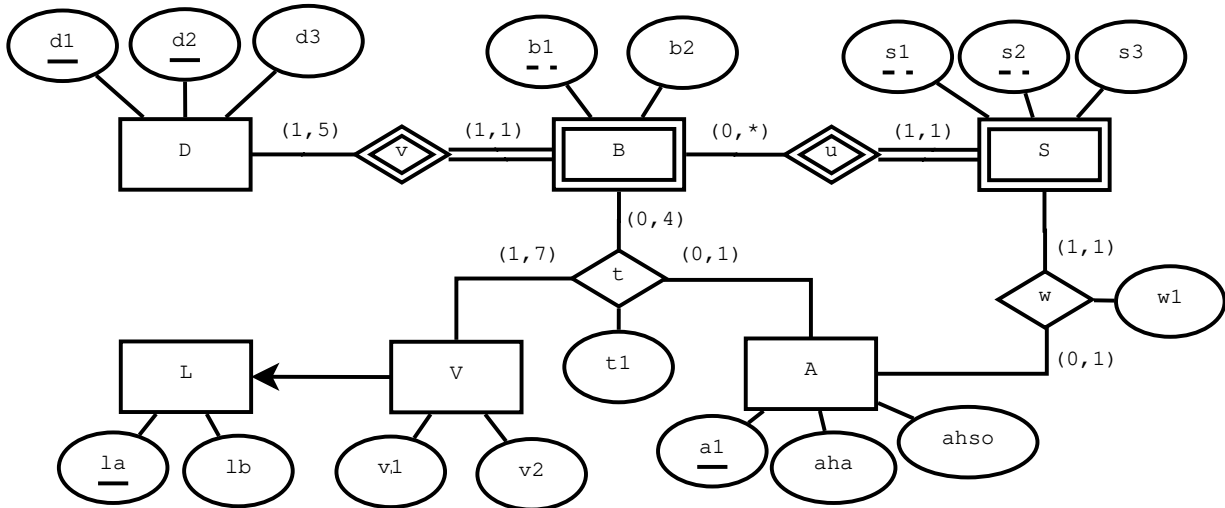 d1
d2
d3
b1
b2
s1
s2
s3
D
(1,5)
v
(1,1)
B
(0,*)
u
(1,1)
S
(0,4)
(1,7)
t
(0,1)
(1,1)
w
w1
t1
(0,1)
L
V
A
la
lb
v1
v2
a1
aha
ahso